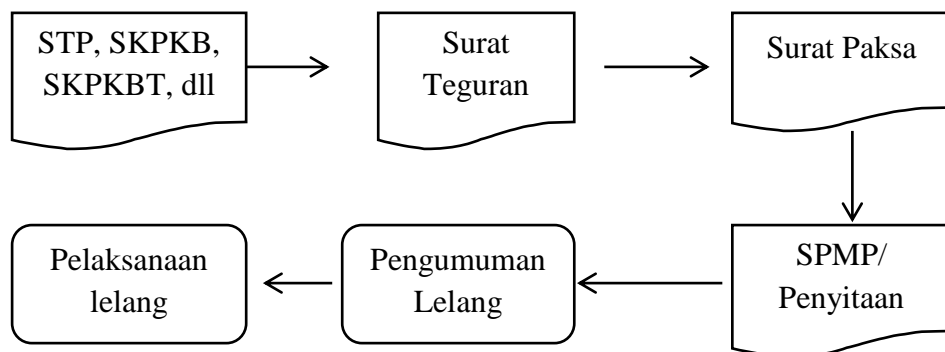 STP, SKPKB,
SKPKBT, dll
Surat
Teguran
Surat Paksa
SPMP/
Penyitaan
Pengumuman
Lelang
Pelaksanaan
lelang